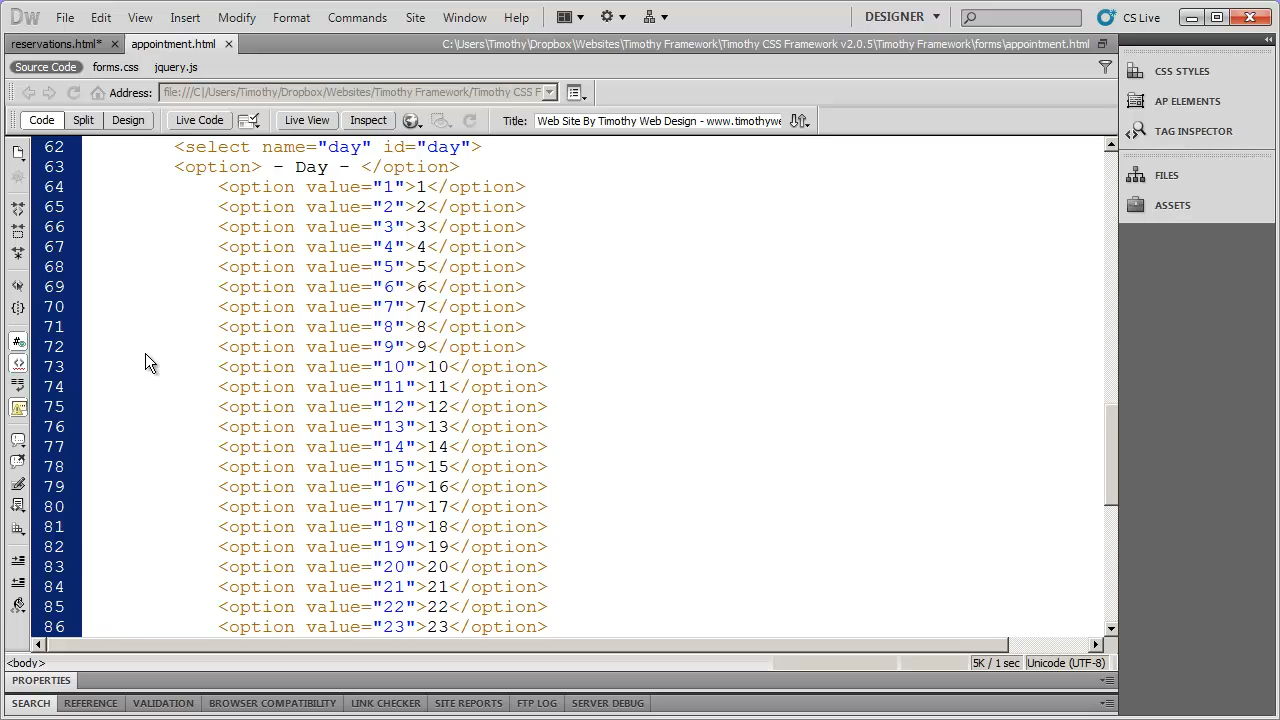 Dw File Edit View Insert Modify Format Commands Site Window Help DESIGNER CS Live
reservations.html* appointment.html C:\Users\Timothy\Dropbox\Websites\Timothy Framework\Timothy CSS Framework v2.0.5\Timothy Framework\forms\appointment.html
Source Code forms.css jquery.js
Address: file:///C|/Users/Timothy/Dropbox/Websites/Timothy Framework/Timothy CSS F
Code Split Design Live Code Live View Inspect Title: Web Site By Timothy Web Design - www.timothywe
CSS STYLES
AP ELEMENTS
TAG INSPECTOR
FILES
ASSETS
62 <select name="day" id="day">
63 <option> - Day - </option>
64 <option value="1">1</option>
65 <option value="2">2</option>
66 <option value="3">3</option>
67 <option value="4">4</option>
68 <option value="5">5</option>
69 <option value="6">6</option>
70 <option value="7">7</option>
71 <option value="8">8</option>
72 <option value="9">9</option>
73 <option value="10">10</option>
74 <option value="11">11</option>
75 <option value="12">12</option>
76 <option value="13">13</option>
77 <option value="14">14</option>
78 <option value="15">15</option>
79 <option value="16">16</option>
80 <option value="17">17</option>
81 <option value="18">18</option>
82 <option value="19">19</option>
83 <option value="20">20</option>
84 <option value="21">21</option>
85 <option value="22">22</option>
86 <option value="23">23</option>
<body> 5K / 1 sec Unicode (UTF-8)
PROPERTIES
SEARCH REFERENCE VALIDATION BROWSER COMPATIBILITY LINK CHECKER SITE REPORTS FTP LOG SERVER DEBUG